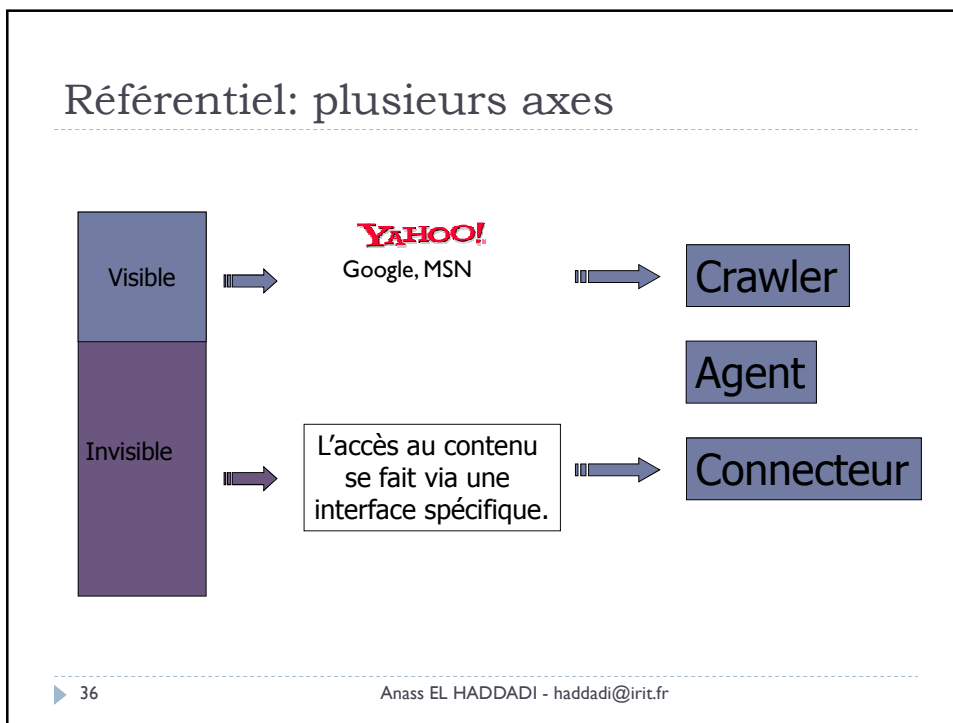 Référentiel: plusieurs axes
Visible
YAHOO!
Google, MSN
Crawler
Agent
Invisible
L'accès au contenu
se fait via une
interface spécifique.
Connecteur
36
Anass EL HADDADI - haddadi@irit.fr